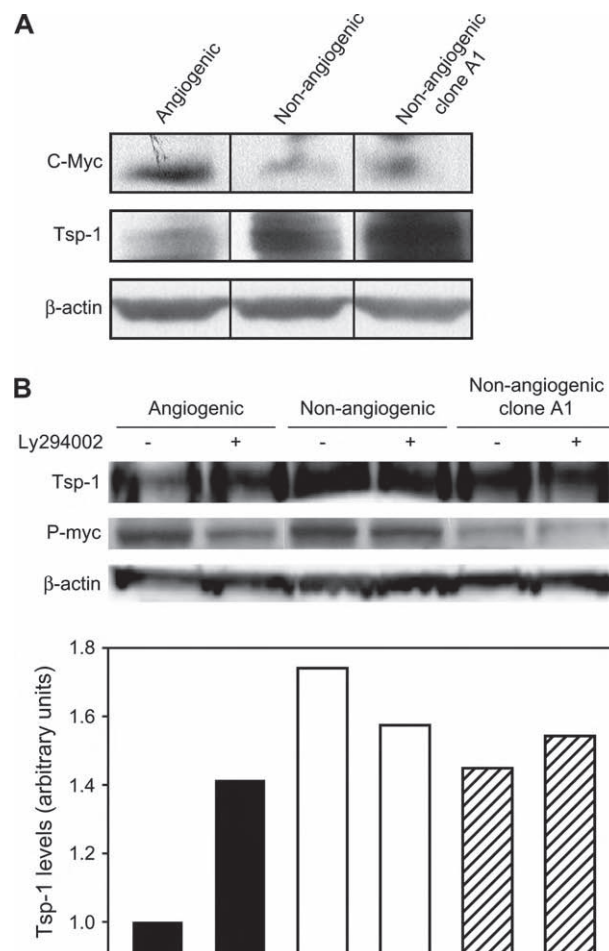 A
Angiogenic
Non-angiogenic
Non-angiogenic
clone A1
C-Myc
Tsp-1
β-actin
B
Angiogenic
Non-angiogenic
Non-angiogenic
clone A1
Ly294002 - + - + - +
Tsp-1
P-myc
β-actin
Tsp-1 levels (arbitrary units)
1.8
1.6
1.4
1.2
1.0